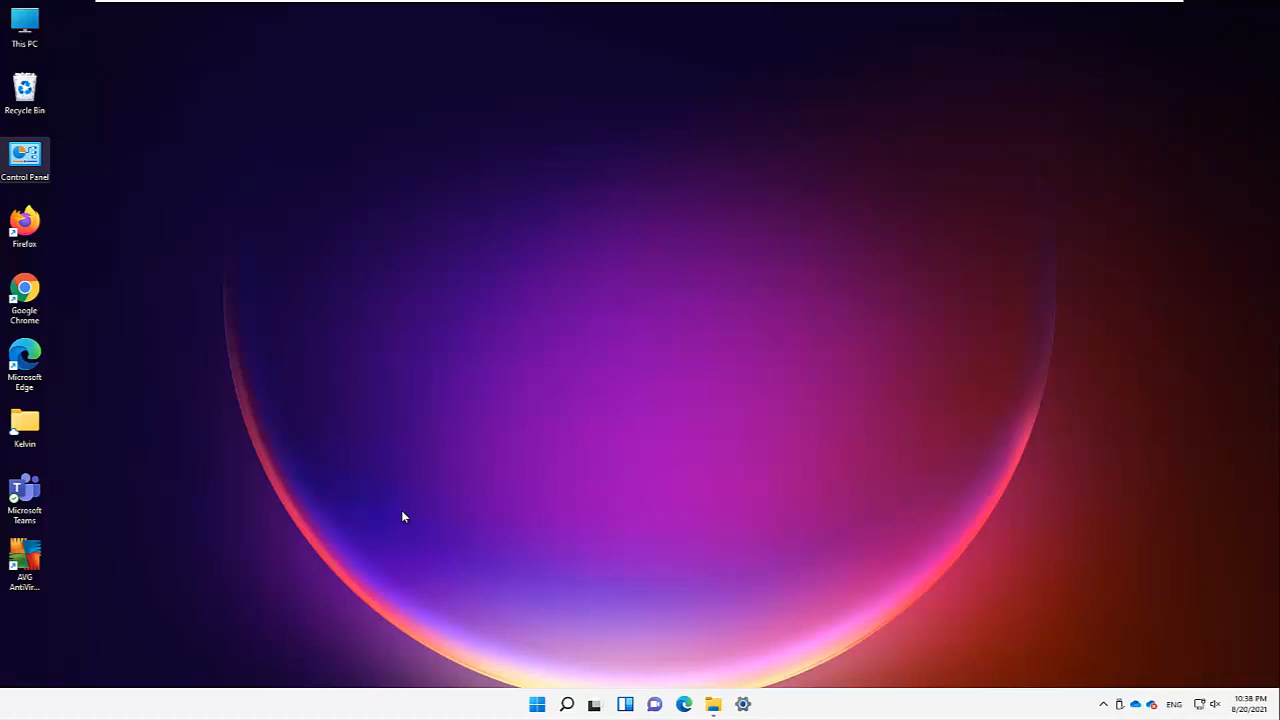 This PC
Recycle Bin
Control Panel
Firefox
Google
Chrome
Microsoft
Edge
Kelvin
Microsoft
Teams
AVG
AntiVir...
ENG
10:38 PM
8/20/2021